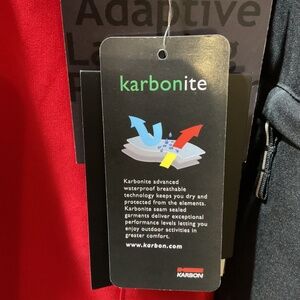 Adaptive
La
karbonite
Karbonite advanced
waterproof breathable
technology keeps you dry and
protected from the elements.
Karbonite seam sealed
garments deliver exceptional
performance levels letting you
enjoy outdoor activities in
greater comfort.
www.karbon.com
KARBON